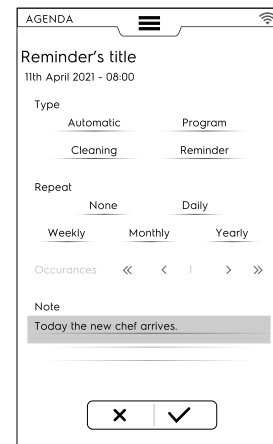 AGENDA
Reminder's title
11th April 2021 - 08:00
Type
Automatic Program
Cleaning Reminder
Repeat
None Daily
Weekly Monthly Yearly
Occurances « < 1 > »
Note
Today the new chef arrives.